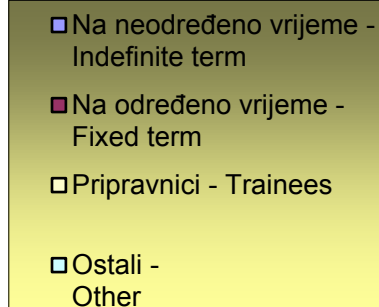 Na neodređeno vrijeme -
Indefinite term
Na određeno vrijeme -
Fixed term
Pripravnici - Trainees
Ostali -
Other